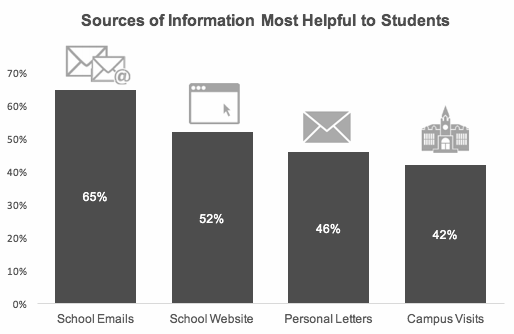 Sources of Information Most Helpful to Students
70%
60%
50%
40%
30%
20%
10%
0%
65%
52%
46%
42%
School Emails
School Website
Personal Letters
Campus Visits
@